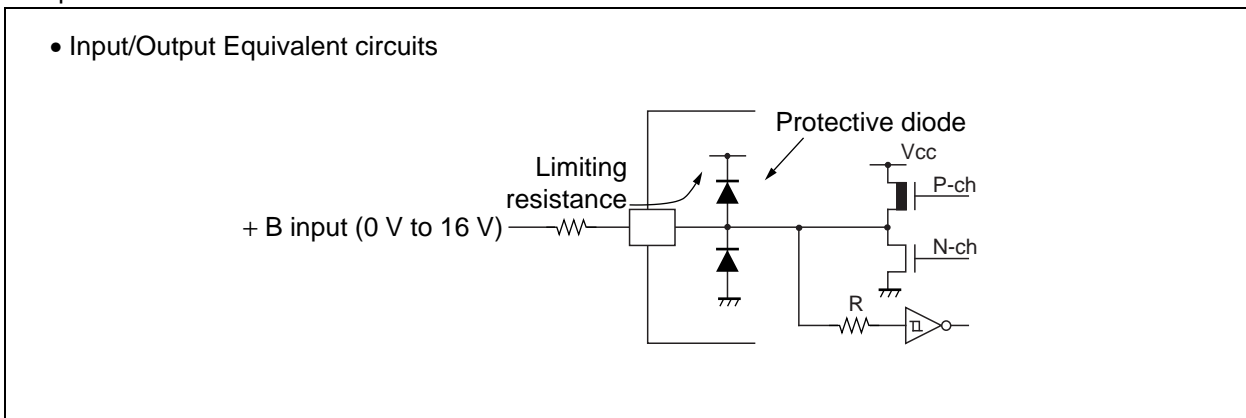 • Input/Output Equivalent circuits
Protective diode
Limiting
resistance
Vcc
P-ch
+ B input (0 V to 16 V)
N-ch
R